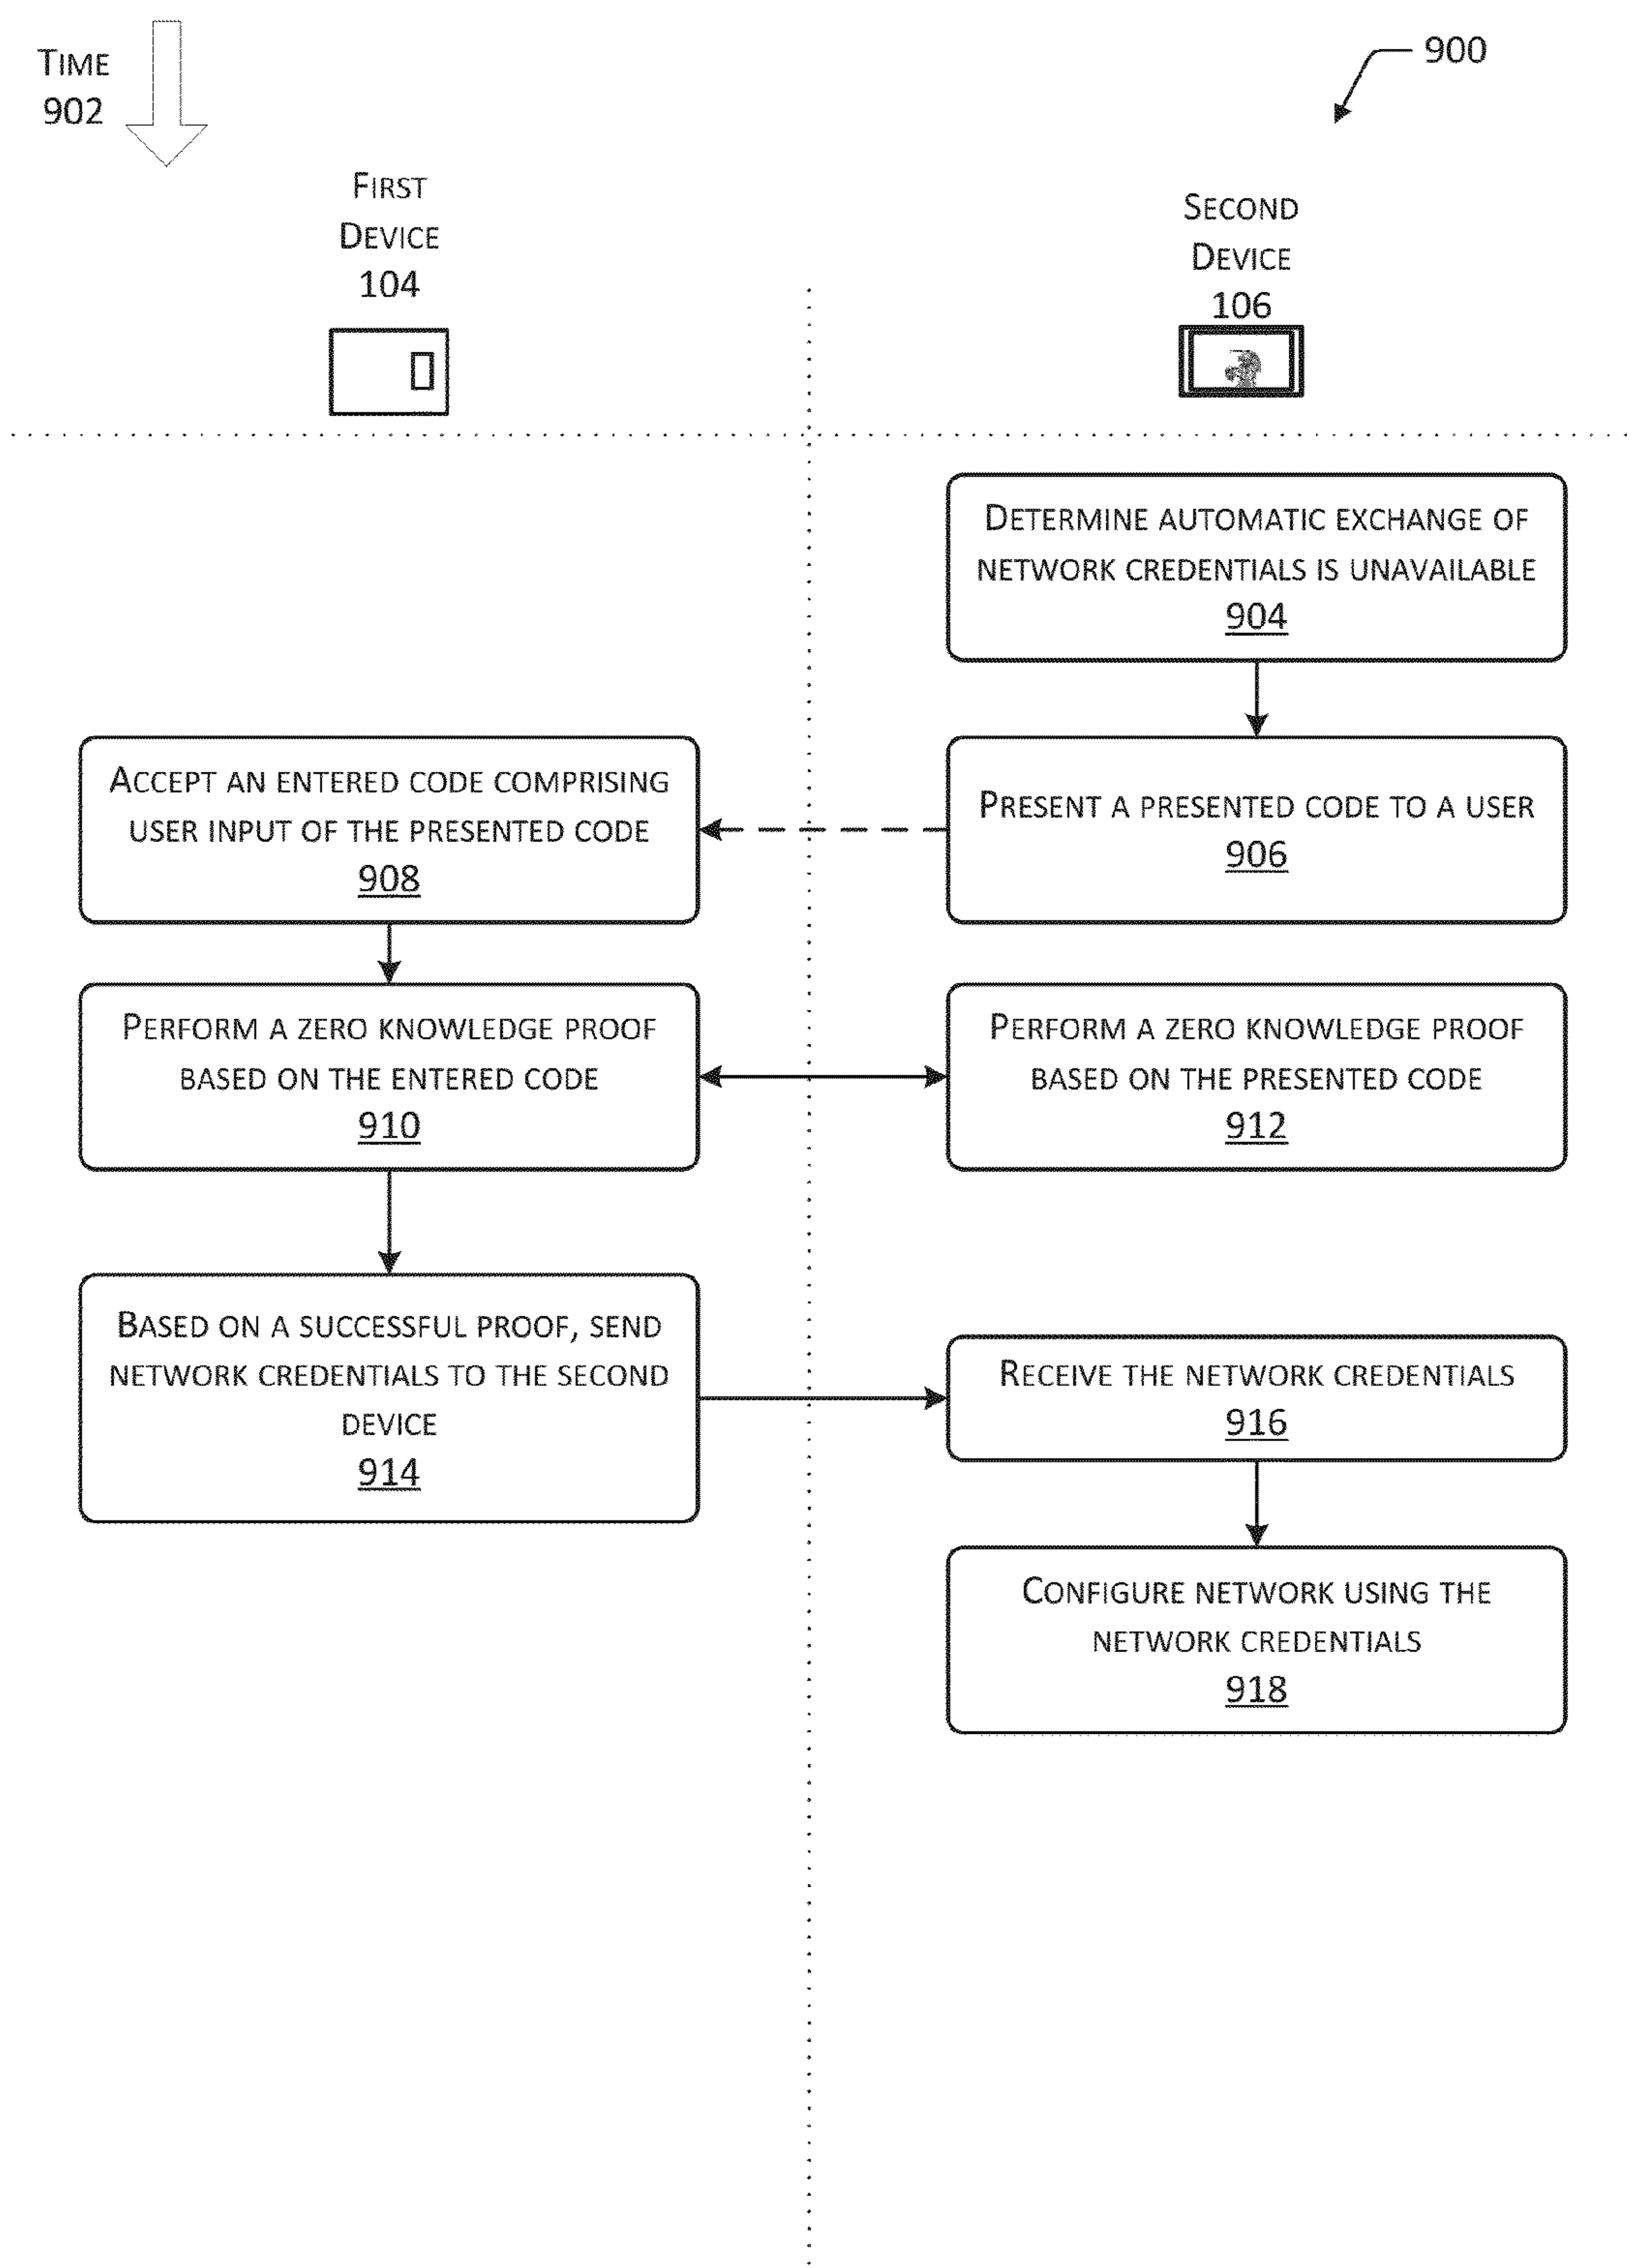 Time
902
900
First
Device
104
Second
Device
106
Determine automatic exchange of
network credentials is unavailable
904
Accept an entered code comprising
user input of the presented code
908
Present a presented code to a user
906
Perform a zero knowledge proof
based on the entered code
910
Perform a zero knowledge proof
based on the presented code
912
Based on a successful proof, send
network credentials to the second
device
914
Receive the network credentials
916
Configure network using the
network credentials
918